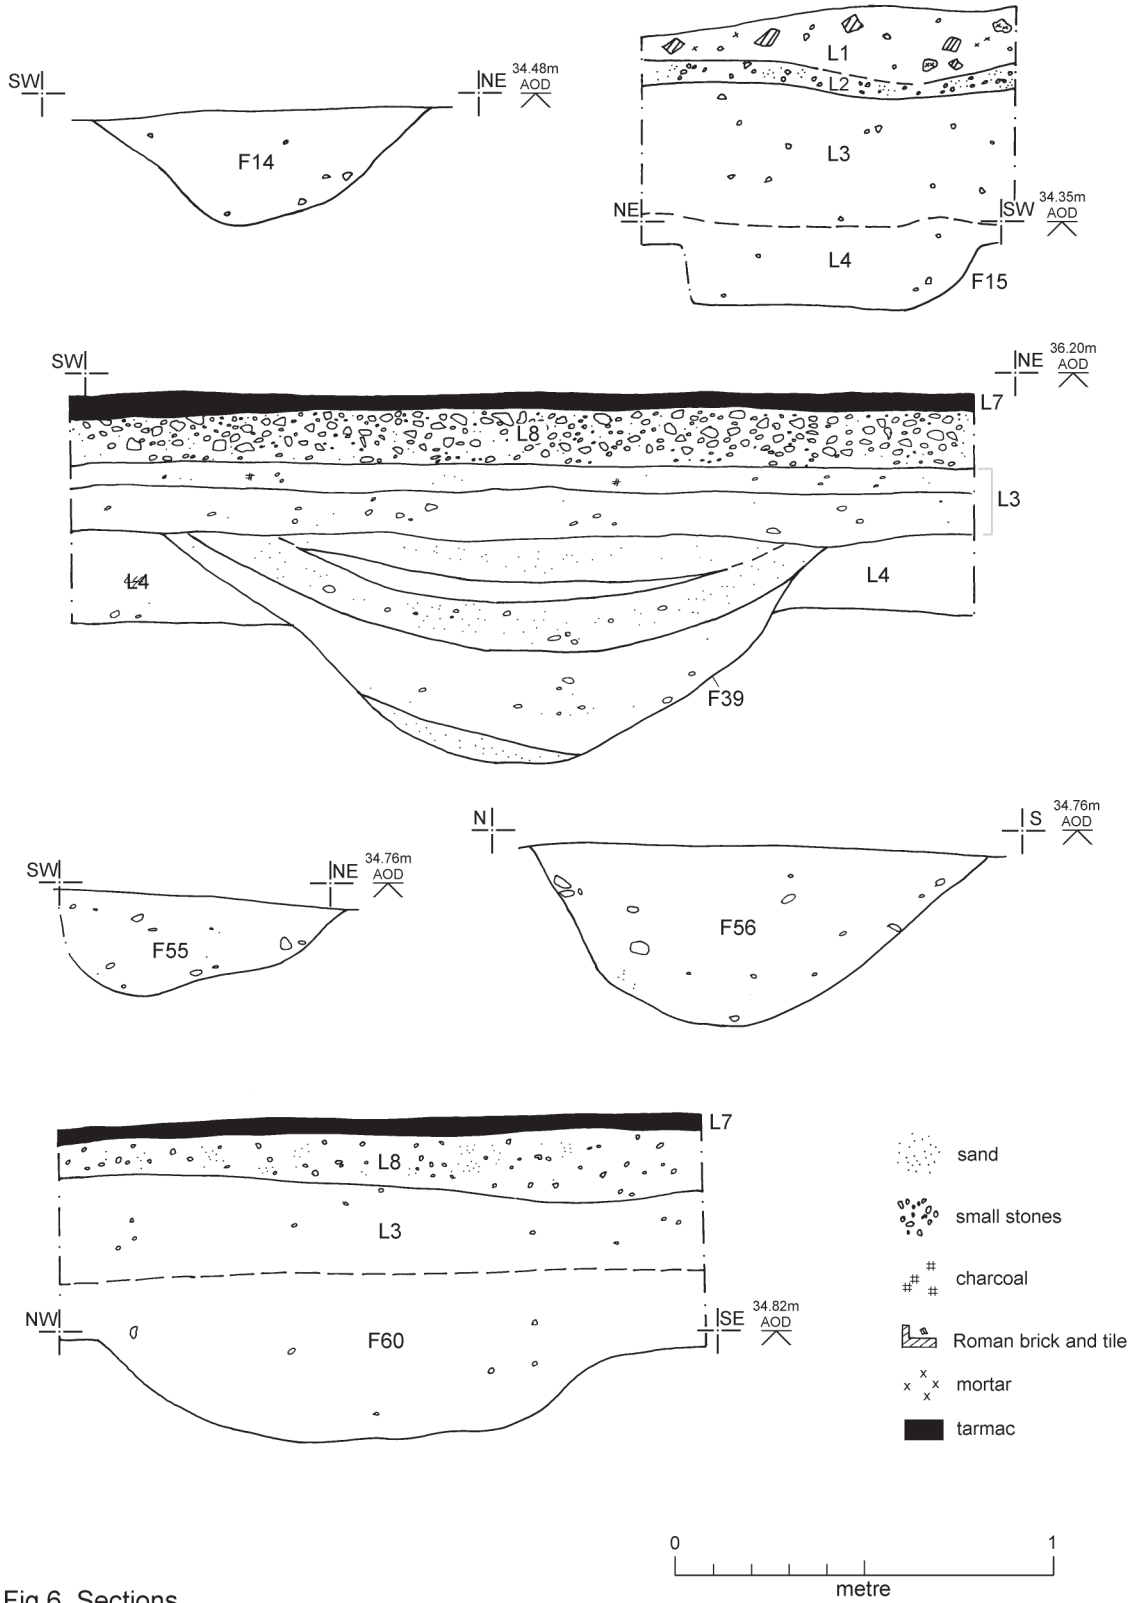 SW
NE
34.48m
AOD
F14
L1
L2
L3
NE
SW
34.35m
AOD
L4
F15
SW
NE
36.20m
AOD
L7
L8
L3
L4
L4
F39
N
S
34.76m
AOD
SW
NE
34.76m
AOD
F55
F56
L7
L8
L3
NW
SE
34.82m
AOD
F60
sand
small stones
charcoal
Roman brick and tile
mortar
tarmac
0
1
metre
Fig 6 Sections